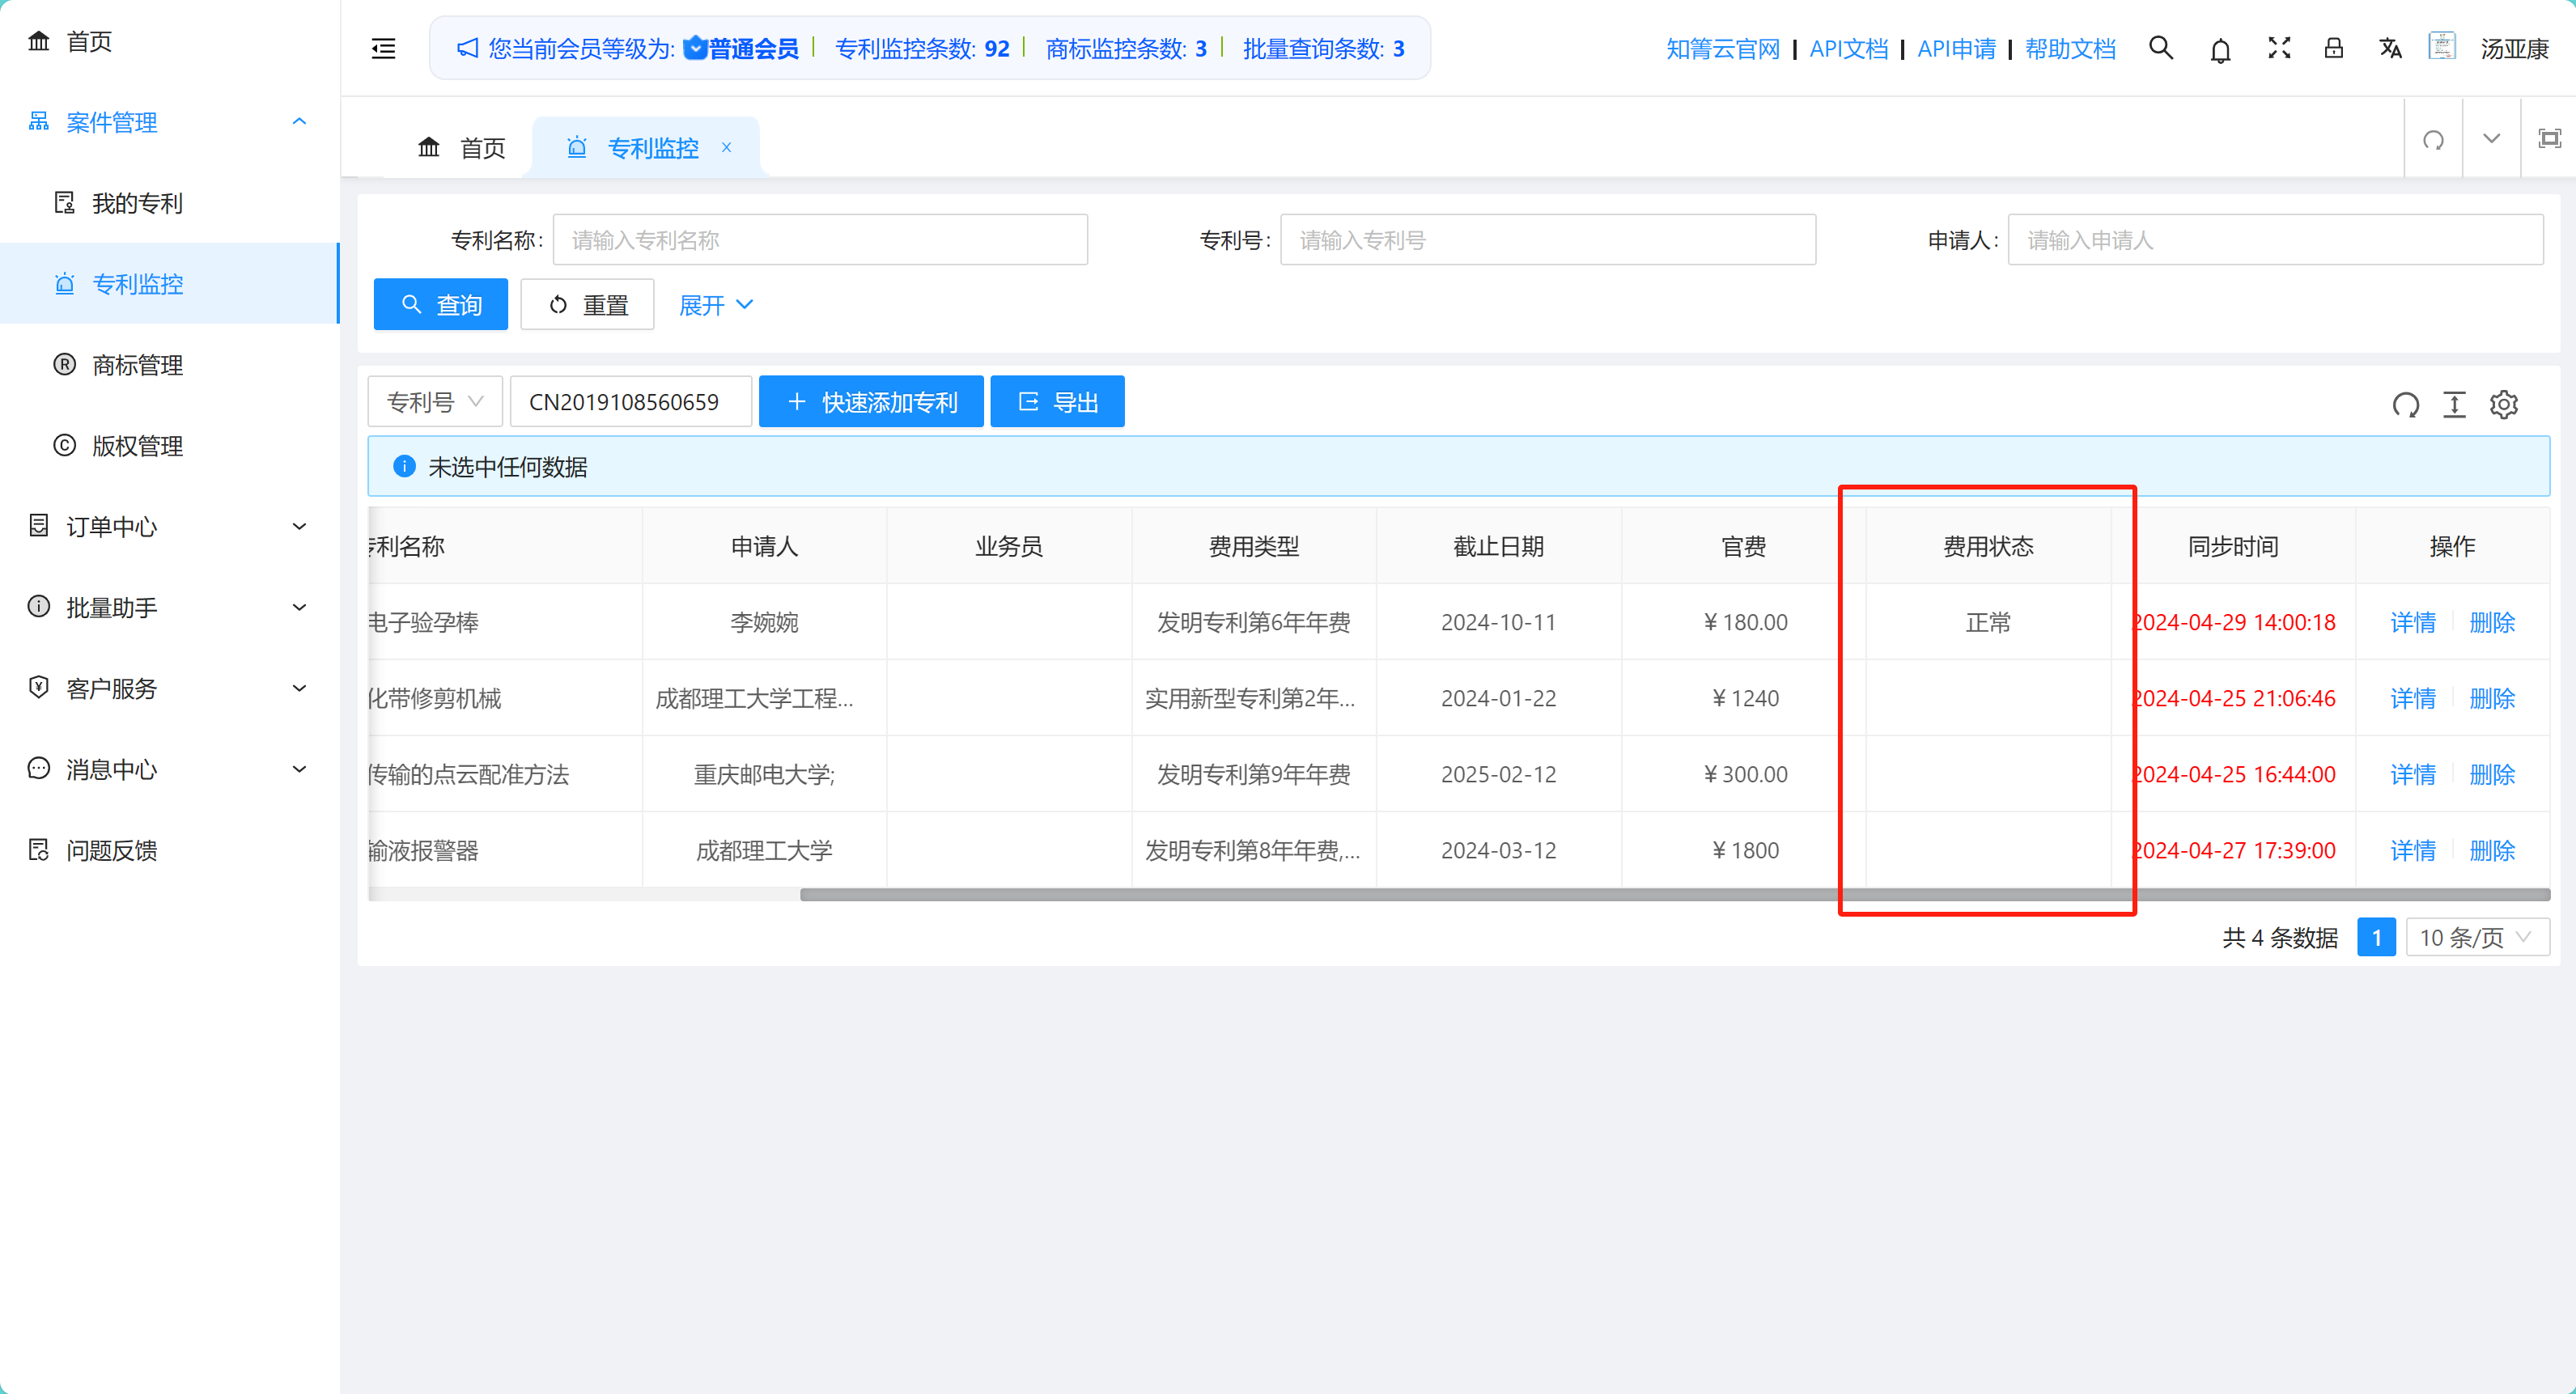 首页
案件管理
我的专利
专利监控
商标管理
版权管理
订单中心
批量助手
客户服务
消息中心
问题反馈
您当前会员等级为: 普通会员 专利监控条数: 92 商标监控条数: 3 批量查询条数: 3
知箐云官网 | API文档 | API申请 | 帮助文档 汤亚康
首页 专利监控
专利名称: 请输入专利名称 专利号: 请输入专利号 申请人: 请输入申请人
查询 重置 展开
专利号 CN2019108560659 快速添加专利 导出
未选中任何数据
专利名称 申请人 业务员 费用类型 截止日期 官费 费用状态 同步时间 操作
电子验孕棒 李婉婉 发明专利第6年年费 2024-10-11 ¥ 180.00 正常 2024-04-29 14:00:18 详情 删除
化带修剪机械 成都理工大学工程... 实用新型专利第2年... 2024-01-22 ¥ 1240 2024-04-25 21:06:46 详情 删除
传输的点云配准方法 重庆邮电大学; 发明专利第9年年费 2025-02-12 ¥ 300.00 2024-04-25 16:44:00 详情 删除
输液报警器 成都理工大学 发明专利第8年年费,... 2024-03-12 ¥ 1800 2024-04-27 17:39:00 详情 删除
共 4 条数据 1 10 条/页